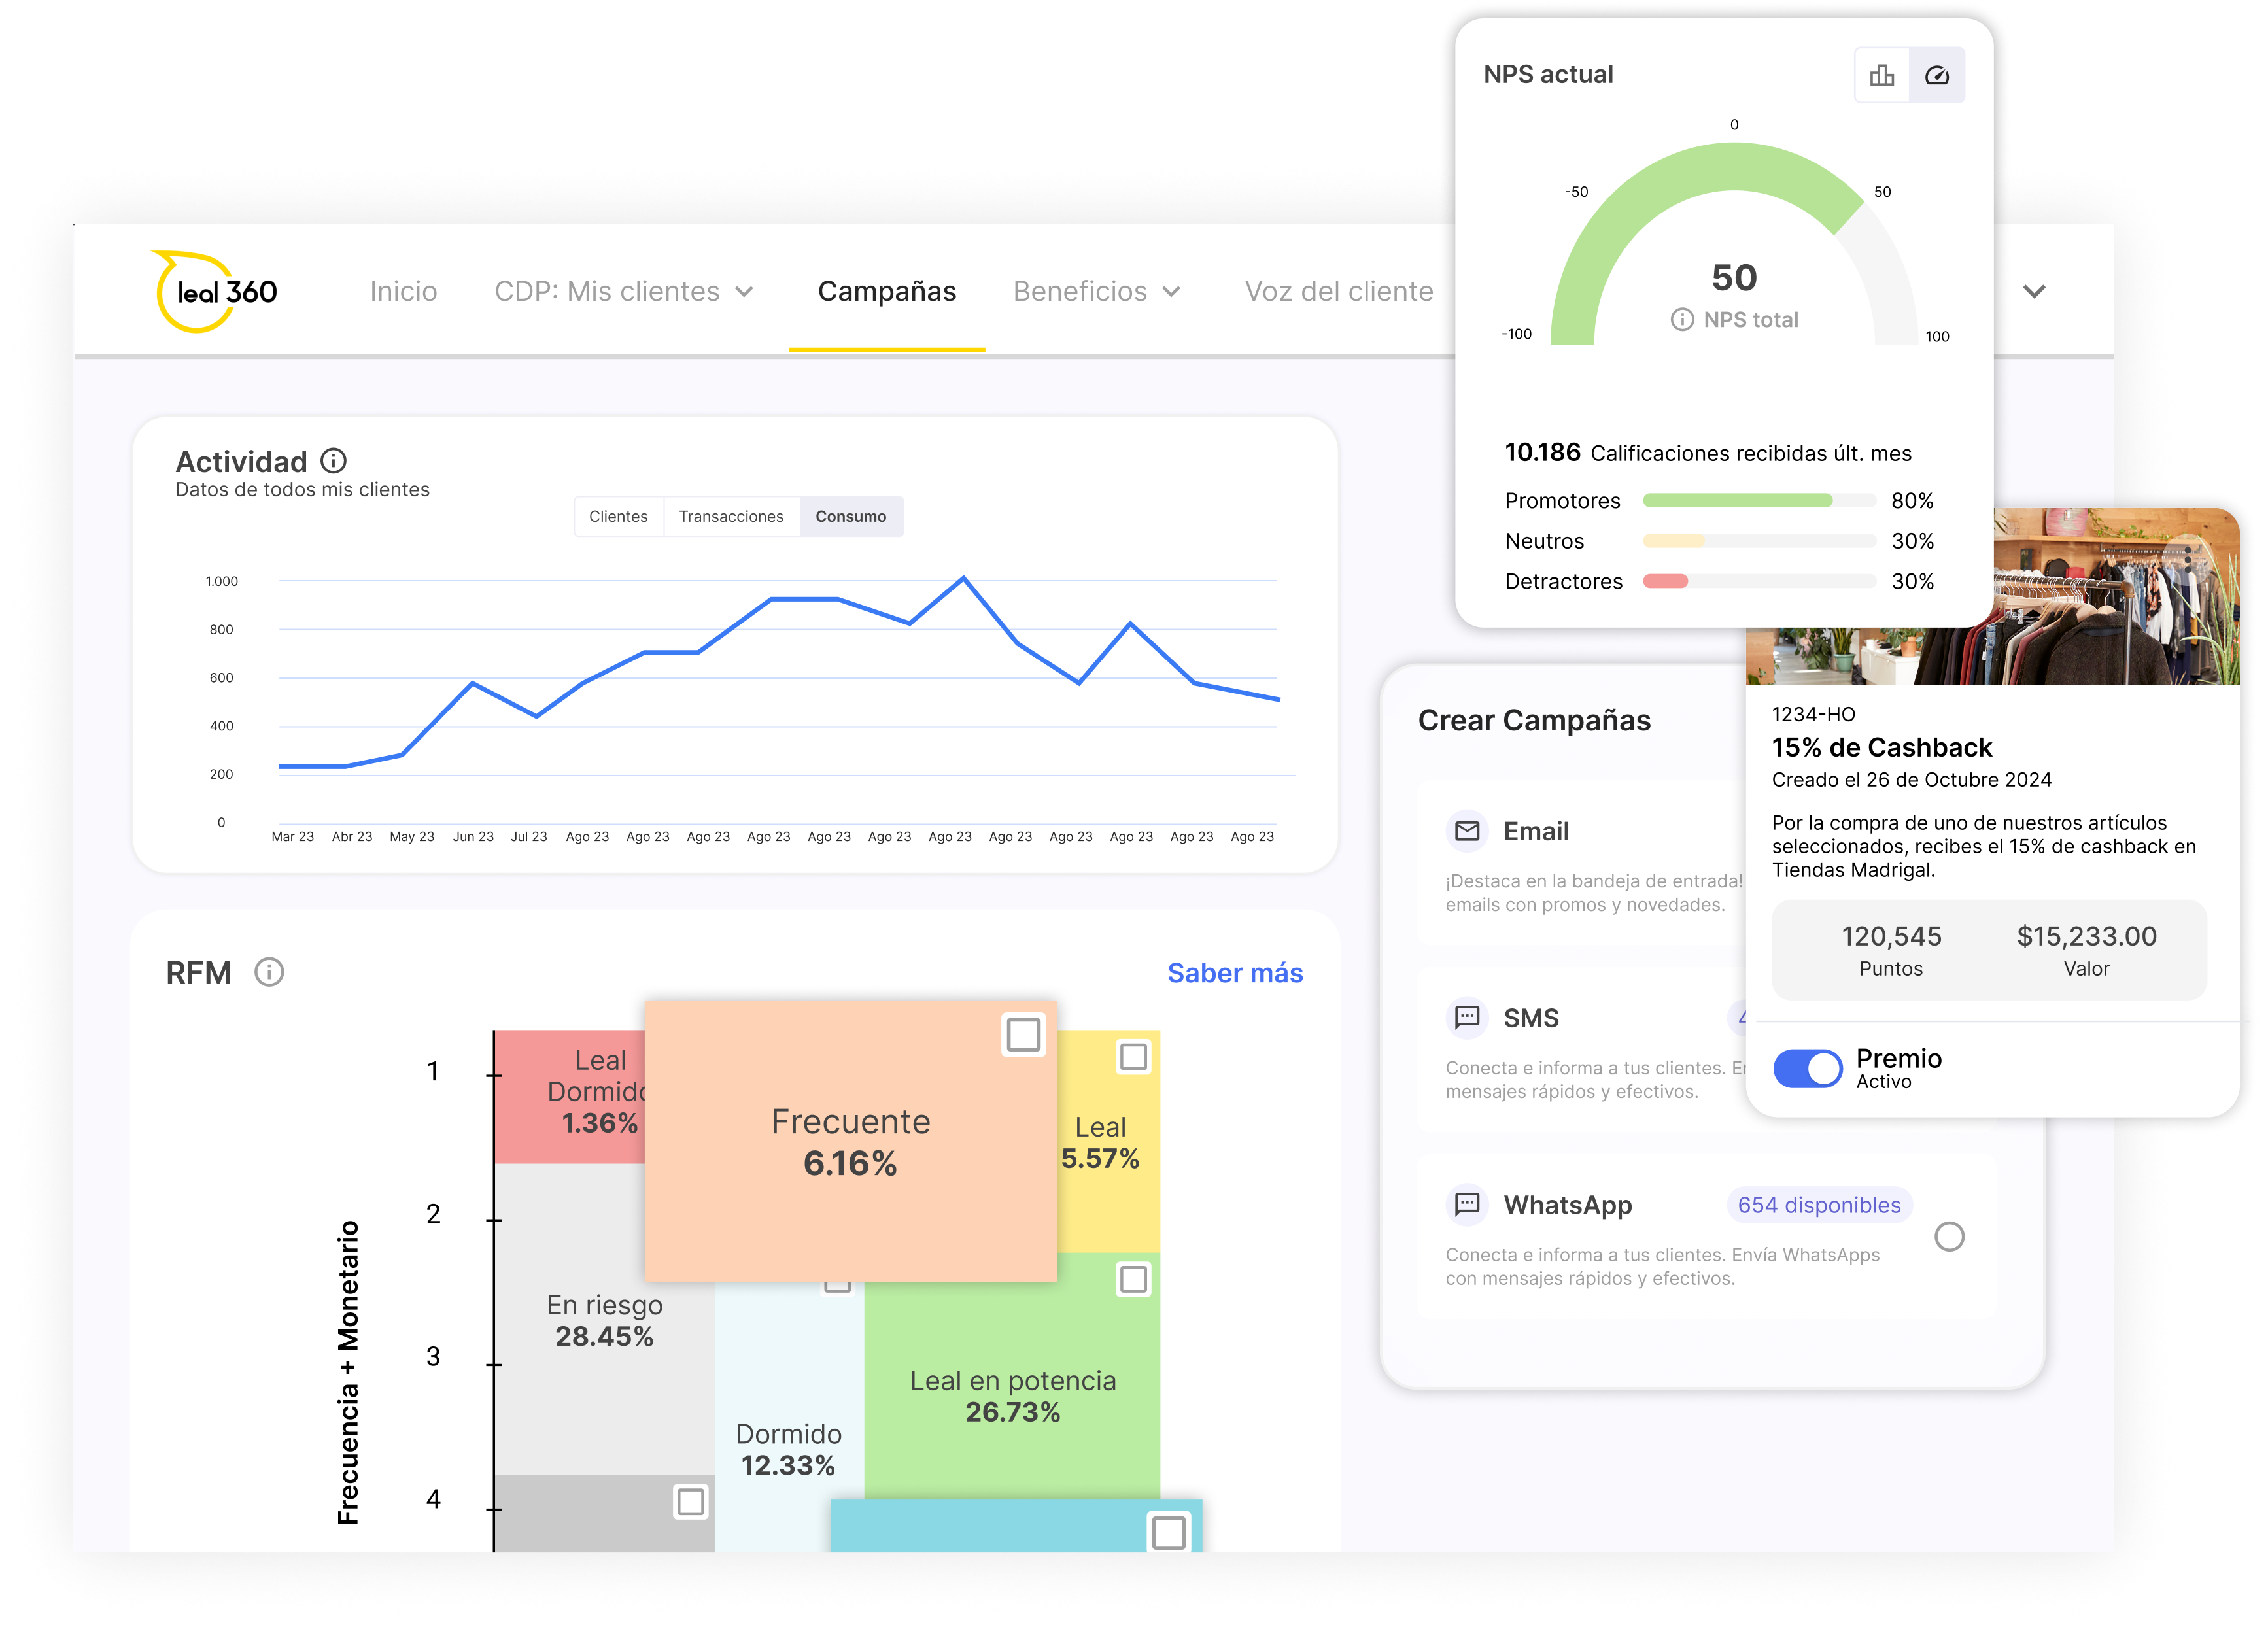 leal 360
Inicio
CDP: Mis clientes
Campañas
Beneficios
Voz del cliente
NPS actual
0
-50
50
-100
100
50
NPS total
10.186 Calificaciones recibidas últ. mes
Promotores 80%
Neutros 30%
Detractores 30%
Actividad
Datos de todos mis clientes
Clientes Transacciones Consumo
1.000
800
600
400
200
0
Mar 23 Abr 23 May 23 Jun 23 Jul 23 Ago 23 Ago 23 Ago 23 Ago 23 Ago 23 Ago 23 Ago 23 Ago 23 Ago 23 Ago 23 Ago 23 Ago 23
RFM
Saber más
Frecuencia + Monetario
1
2
3
4
Leal
Dormido
1.36%
Frecuente
6.16%
Leal
5.57%
En riesgo
28.45%
Dormido
12.33%
Leal en potencia
26.73%
Crear Campañas
Email
¡Destaca en la bandeja de entrada!
emails con promos y novedades.
SMS
Conecta e informa a tus clientes.
mensajes rápidos y efectivos.
WhatsApp
654 disponibles
Conecta e informa a tus clientes. Envía WhatsApps
con mensajes rápidos y efectivos.
1234-HO
15% de Cashback
Creado el 26 de Octubre 2024
Por la compra de uno de nuestros artículos
seleccionados, recibes el 15% de cashback en
Tiendas Madrigal.
120,545
Puntos
$15,233.00
Valor
Premio
Activo